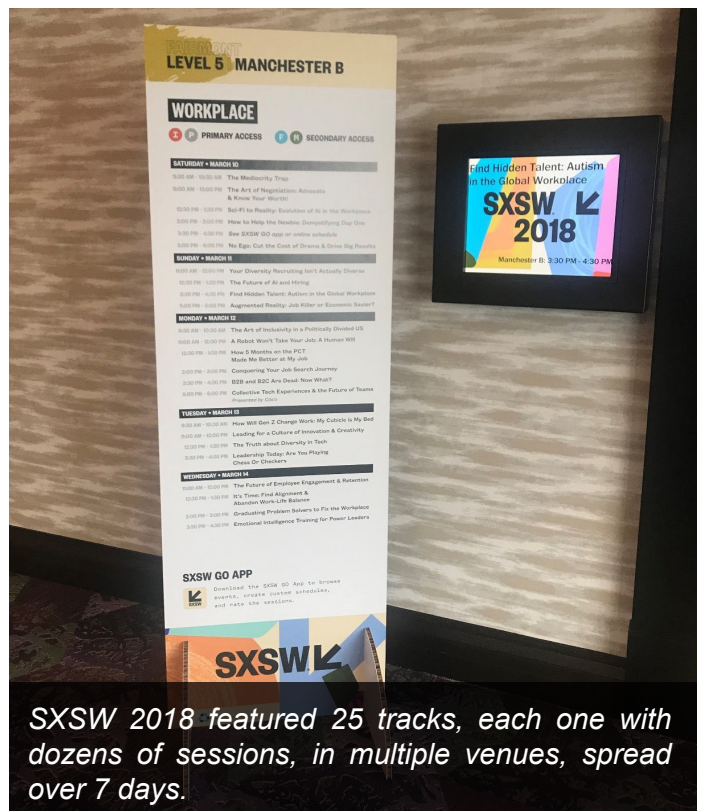 FAIRMONT
LEVEL 5 MANCHESTER B
WORKPLACE
I P PRIMARY ACCESS F M SECONDARY ACCESS
SATURDAY • MARCH 10
The Mediocrity Trap
The Art of Negotiation: Advocate
& Know Your Worth!
Sci-Fi to Reality: Evolution of AI in the Workplace
How to Help the Newbie: Demystifying Day One
See SXSW GO app or online schedule
No Ego: Cut the Cost of Drama & Drive Big Results
SUNDAY • MARCH 11
Your Diversity Recruiting Isn't Actually Diverse
The Future of AI and Hiring
Find Hidden Talent: Autism in the Global Workplace
Augmented Reality: Job Killer or Economic Savior?
MONDAY • MARCH 12
The Art of Inclusivity in a Politically Divided US
A Robot Won't Take Your Job: A Human Will
How 5 Months on the PCT
Made Me Better at My Job
Conquering Your Job Search Journey
B2B and B2C Are Dead: Now What?
Collective Tech Experiences & the Future of Teams
Presented by Cisco
TUESDAY • MARCH 13
How Will Gen Z Change Work: My Cubicle is My Bed
Leading for a Culture of Innovation & Creativity
The Truth about Diversity in Tech
Leadership Today: Are You Playing
Chess Or Checkers
WEDNESDAY • MARCH 14
The Future of Employee Engagement & Retention
It's Time: Find Alignment &
Abandon Work-Life Balance
Graduating Problem Solvers to Fix the Workplace
Emotional Intelligence Training for Power Leaders
SXSW GO APP
SXSW
Download the SXSW GO App to browse
events, create custom schedules,
and rate the sessions.
SXSW
Find Hidden Talent: Autism
in the Global Workplace
SXSW
2018
Manchester B: 3:30 PM - 4:30 PM
SXSW 2018 featured 25 tracks, each one with
dozens of sessions, in multiple venues, spread
over 7 days.